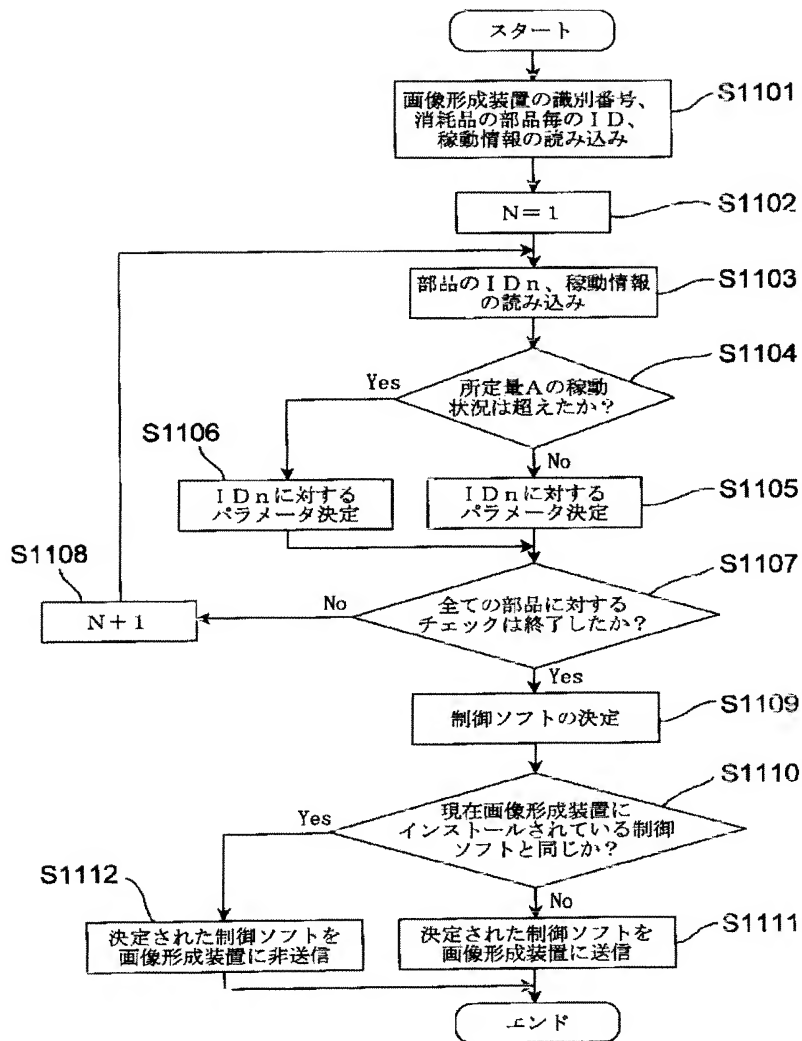 スタート
画像形成装置の識別番号、
消耗品の部品毎のＩＤ、
稼動情報の読み込み
S1101
N＝1
S1102
部品のＩＤｎ、稼動情報
の読み込み
S1103
所定量Ａの稼動
状況は超えたか？
S1104
Yes
No
S1106
ＩＤｎに対する
パラメータ決定
ＩＤｎに対する
パラメータ決定
S1105
S1108
N＋1
No
全ての部品に対する
チェックは終了したか？
S1107
Yes
制御ソフトの決定
S1109
現在画像形成装置に
インストールされている制御
ソフトと同じか？
S1110
Yes
No
S1112
決定された制御ソフトを
画像形成装置に非送信
決定された制御ソフトを
画像形成装置に送信
S1111
エンド